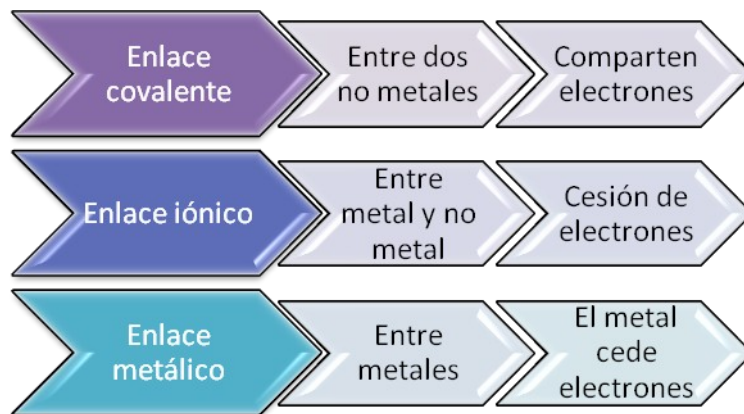 Enlace
covalente
Entre dos
no metales
Comparten
electrones
Enlace iónico
Entre
metal y no
metal
Cesión de
electrones
Enlace
metálico
Entre
metales
El metal
cede
electrones